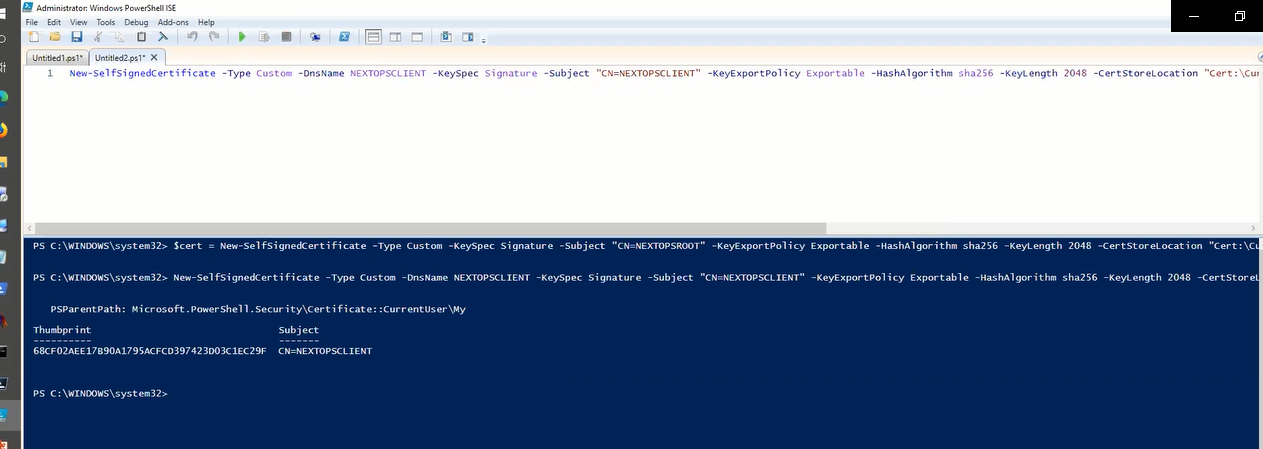 Administrator: Windows PowerShell ISE
File Edit View Tools Debug Add-ons Help
Untitled1.ps1* Untitled2.ps1* X
1 New-SelfSignedCertificate -Type Custom -DnsName NEXTOPSCLIENT -KeySpec Signature -Subject "CN=NEXTOPSCLIENT" -KeyExportPolicy Exportable -HashAlgorithm sha256 -KeyLength 2048 -CertStoreLocation "Cert:\Cur
PS C:\WINDOWS\system32> $cert = New-SelfSignedCertificate -Type Custom -KeySpec Signature -Subject "CN=NEXTOPSROOT" -KeyExportPolicy Exportable -HashAlgorithm sha256 -KeyLength 2048 -CertStoreLocation "Cert:\Cu
PS C:\WINDOWS\system32> New-SelfSignedCertificate -Type Custom -DnsName NEXTOPSCLIENT -KeySpec Signature -Subject "CN=NEXTOPSCLIENT" -KeyExportPolicy Exportable -HashAlgorithm sha256 -KeyLength 2048 -CertStoreL
PSParentPath: Microsoft.PowerShell.Security\Certificate::CurrentUser\My
Thumbprint Subject
---------- -------
68CF02AEE17B90A1795ACFCD397423D03C1EC29F CN=NEXTOPSCLIENT
PS C:\WINDOWS\system32>